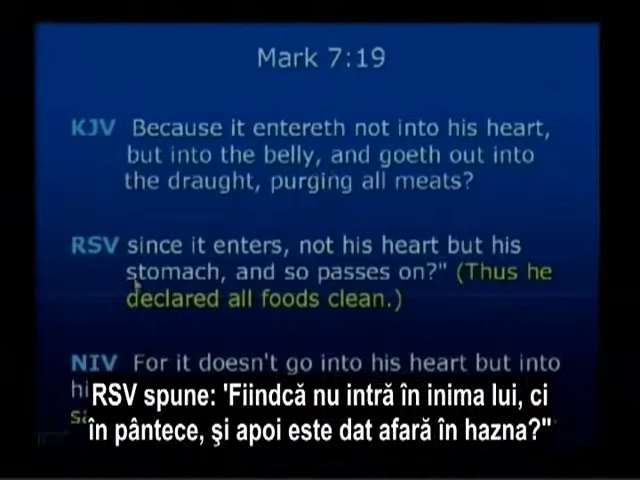 Mark 7:19
KJV Because it entereth not into his heart,
but into the belly, and goeth out into
the draught, purging all meats?
RSV since it enters, not his heart but his
stomach, and so passes on?" (Thus he
declared all foods clean.)
NIV For it doesn't go into his heart but into
RSV spune: 'Fiindcă nu intră în inima lui, ci
în pântece, şi apoi este dat afară în hazna?"